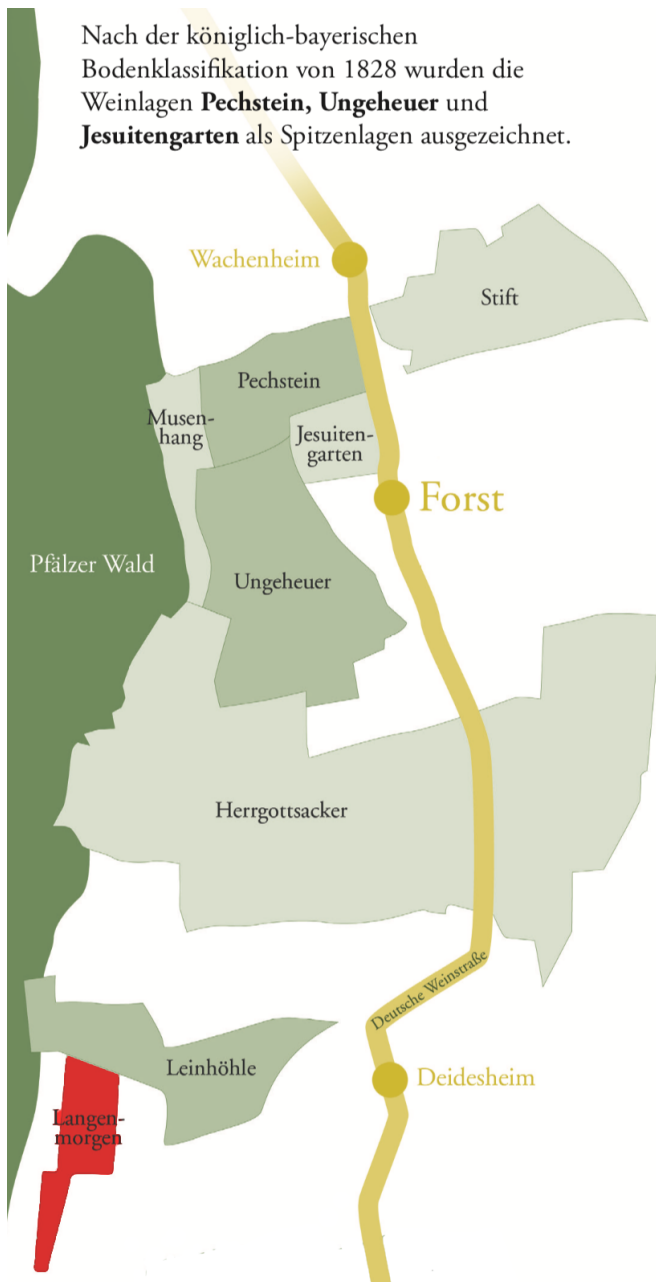 Nach der königlich-bayerischen
Bodenklassifikation von 1828 wurden die
Weinlagen Pechstein, Ungeheuer und
Jesuitengarten als Spitzenlagen ausgezeichnet.
Wachenheim
Stift
Pechstein
Musen-
hang
Jesuiten-
garten
Forst
Pfälzer Wald
Ungeheuer
Herrgottsacker
Deutsche Weinstraße
Leinhöhle
Deidesheim
Langen-
morgen